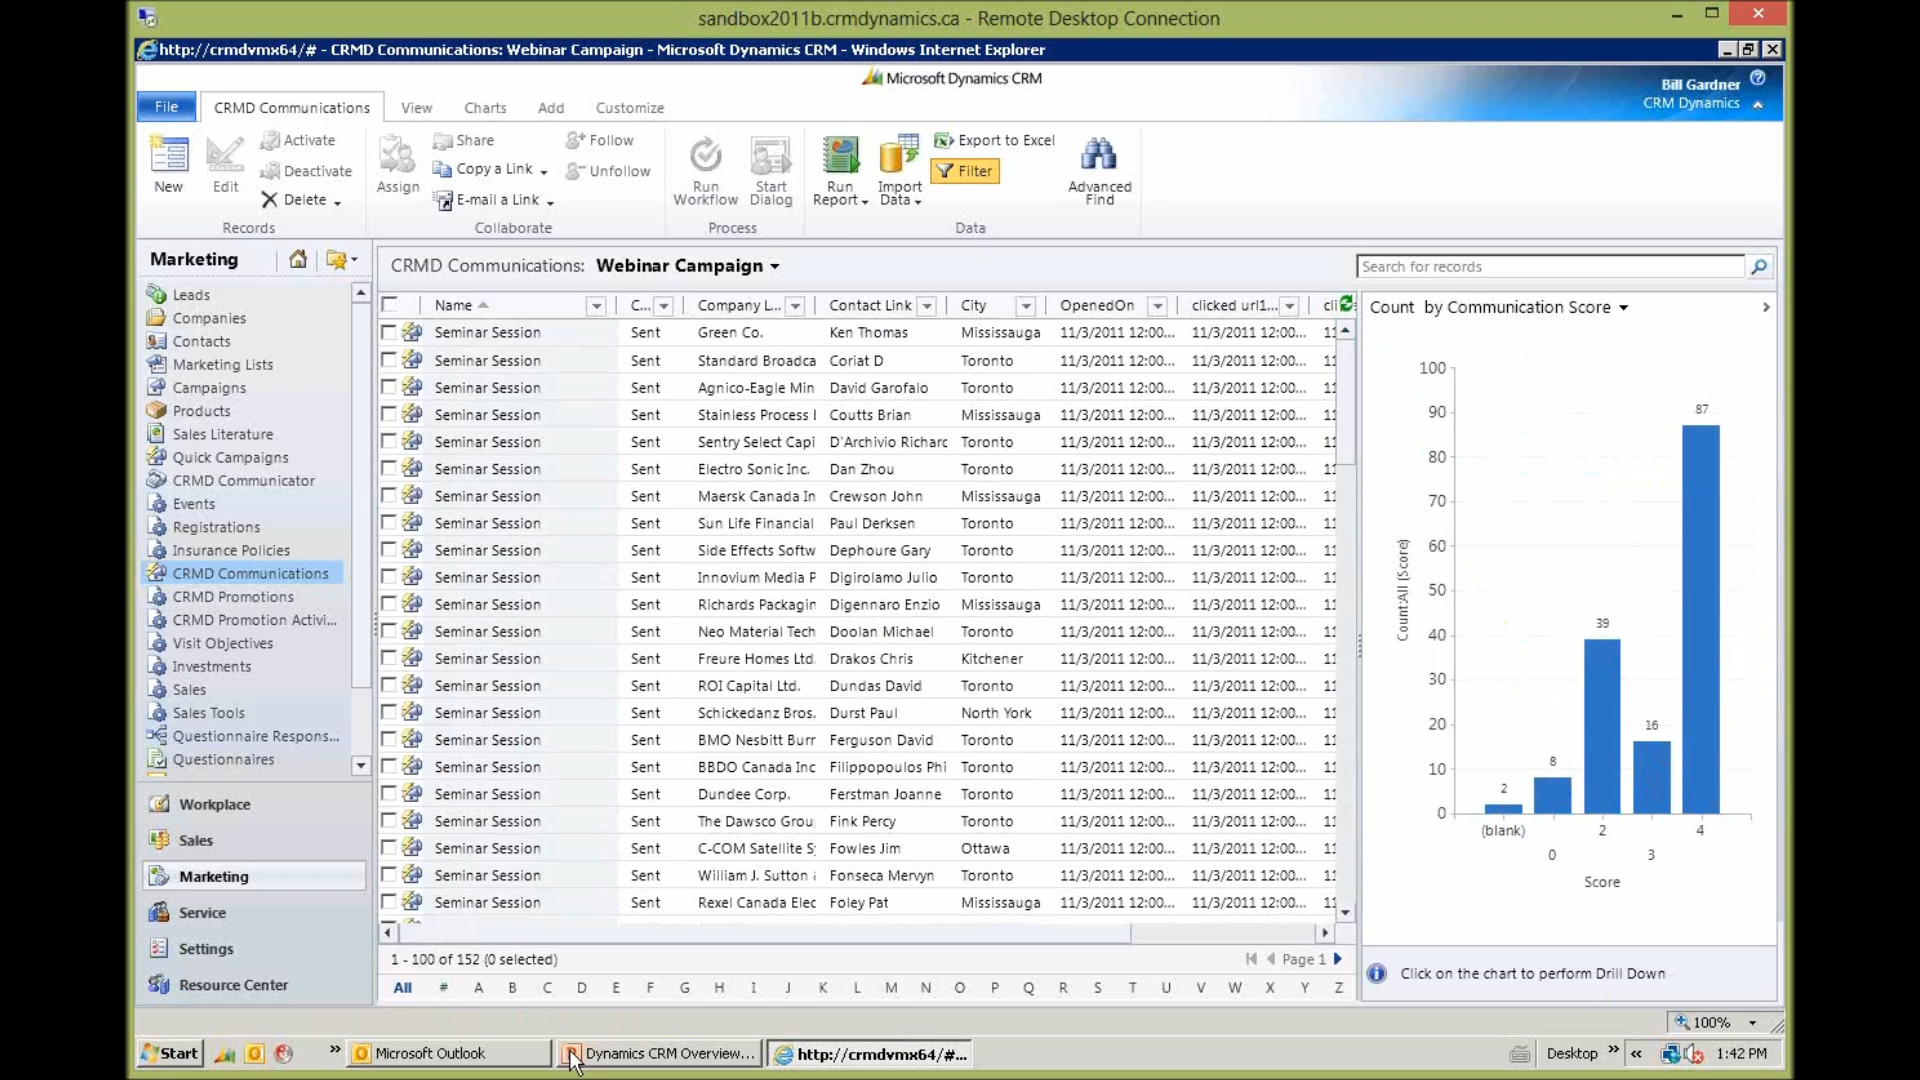 sandbox2011b.crmdynamics.ca - Remote Desktop Connection
http://crmdvmx64/# - CRMD Communications: Webinar Campaign - Microsoft Dynamics CRM - Windows Internet Explorer
Microsoft Dynamics CRM
Bill Gardner
CRM Dynamics
File CRMD Communications View Charts Add Customize
New Edit Activate Deactivate Delete
Records
Assign Share Copy a Link E-mail a Link Follow Unfollow
Collaborate
Run Workflow Start Dialog
Process
Run Report Import Data Export to Excel Filter Advanced Find
Data
Marketing
Leads
Companies
Contacts
Marketing Lists
Campaigns
Products
Sales Literature
Quick Campaigns
CRMD Communicator
Events
Registrations
Insurance Policies
CRMD Communications
CRMD Promotions
CRMD Promotion Activi...
Visit Objectives
Investments
Sales
Sales Tools
Questionnaire Respons...
Questionnaires
Workplace
Sales
Marketing
Service
Settings
Resource Center
CRMD Communications: Webinar Campaign
Search for records
Name C... Company L... Contact Link City OpenedOn clicked url1... cli
Seminar Session Sent Green Co. Ken Thomas Mississauga 11/3/2011 12:00... 11/3/2011 12:00... 11
Seminar Session Sent Standard Broadca Coriat D Toronto 11/3/2011 12:00... 11/3/2011 12:00... 11
Seminar Session Sent Agnico-Eagle Min David Garofalo Toronto 11/3/2011 12:00... 11/3/2011 12:00... 11
Seminar Session Sent Stainless Process I Coutts Brian Mississauga 11/3/2011 12:00... 11/3/2011 12:00... 11
Seminar Session Sent Sentry Select Capi D'Archivio Richarc Toronto 11/3/2011 12:00... 11/3/2011 12:00... 11
Seminar Session Sent Electro Sonic Inc. Dan Zhou Toronto 11/3/2011 12:00... 11/3/2011 12:00... 11
Seminar Session Sent Maersk Canada In Crewson John Mississauga 11/3/2011 12:00... 11/3/2011 12:00... 11
Seminar Session Sent Sun Life Financial Paul Derksen Toronto 11/3/2011 12:00... 11/3/2011 12:00... 11
Seminar Session Sent Side Effects Softw Dephoure Gary Toronto 11/3/2011 12:00... 11/3/2011 12:00... 11
Seminar Session Sent Innovium Media P Digirolamo Julio Toronto 11/3/2011 12:00... 11/3/2011 12:00... 11
Seminar Session Sent Richards Packagin Digennaro Enzio Mississauga 11/3/2011 12:00... 11/3/2011 12:00... 11
Seminar Session Sent Neo Material Tech Doolan Michael Toronto 11/3/2011 12:00... 11/3/2011 12:00... 11
Seminar Session Sent Freure Homes Ltd Drakos Chris Kitchener 11/3/2011 12:00... 11/3/2011 12:00... 11
Seminar Session Sent ROI Capital Ltd. Dundas David Toronto 11/3/2011 12:00... 11/3/2011 12:00... 11
Seminar Session Sent Schickedanz Bros. Durst Paul North York 11/3/2011 12:00... 11/3/2011 12:00... 11
Seminar Session Sent BMO Nesbitt Burr Ferguson David Toronto 11/3/2011 12:00... 11/3/2011 12:00... 11
Seminar Session Sent BBDO Canada Inc Filippopoulos Phi Toronto 11/3/2011 12:00... 11/3/2011 12:00... 11
Seminar Session Sent Dundee Corp. Ferstman Joanne Toronto 11/3/2011 12:00... 11/3/2011 12:00... 11
Seminar Session Sent The Dawsco Grou Fink Percy Toronto 11/3/2011 12:00... 11/3/2011 12:00... 11
Seminar Session Sent C-COM Satellite S Fowles Jim Ottawa 11/3/2011 12:00... 11/3/2011 12:00... 11
Seminar Session Sent William J. Sutton Fonseca Mervyn Toronto 11/3/2011 12:00... 11/3/2011 12:00... 11
Seminar Session Sent Rexel Canada Elec Foley Pat Mississauga 11/3/2011 12:00... 11/3/2011 12:00... 11
1 - 100 of 152 (0 selected) Page 1
All # A B C D E F G H I J K L M N O P Q R S T U V W X Y Z
Count by Communication Score
100
90
80
70
60
50
40
30
20
10
0
Count:All (Score)
2 8 39 16 87
(blank) 0 2 3 4
Score
Click on the chart to perform Drill Down
100%
Start Microsoft Outlook Dynamics CRM Overview... http://crmdvmx64/#... Desktop 1:42 PM